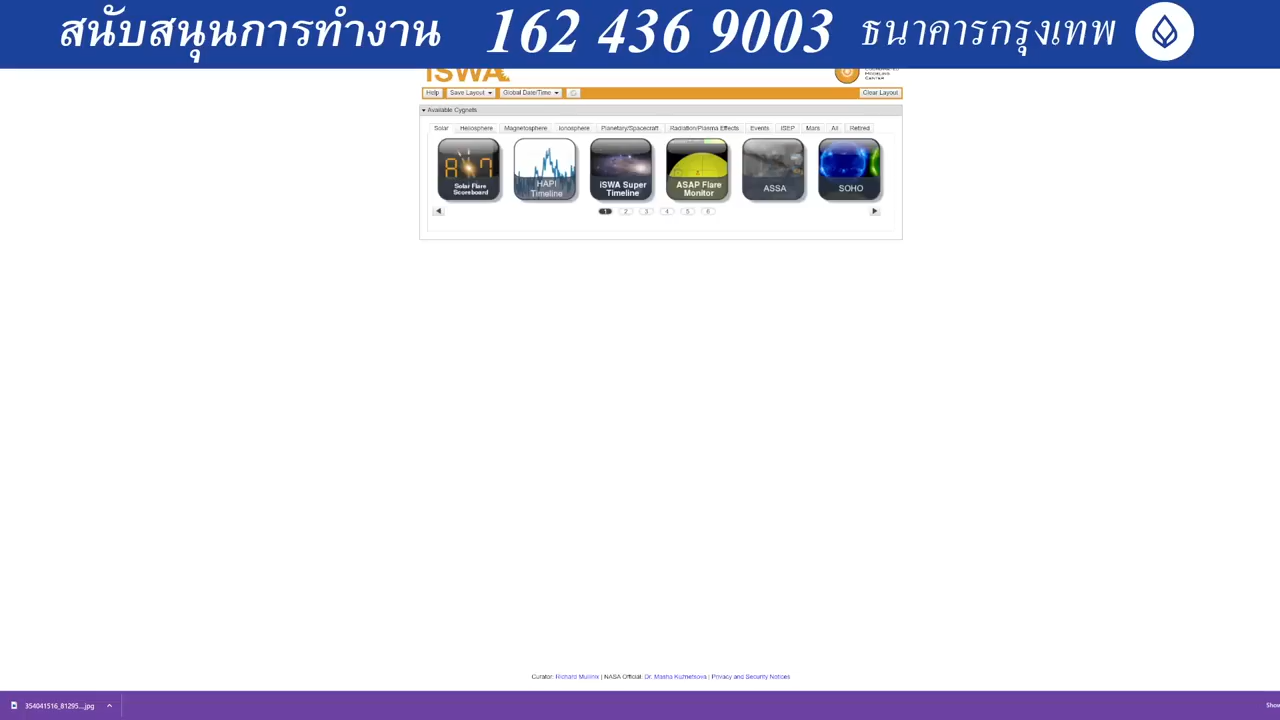 สนับสนุนการทำงาน 162 436 9003 ธนาคารกรุงเทพ
iSWA
MODELING
CENTER
Help Save Layout Global Date/Time Clear Layout
Available Cygnets
Solar Heliosphere Magnetosphere Ionosphere Planetary/Spacecraft Radiation/Plasma Effects Events ISEP Mars All Retired
Solar Flare Scoreboard
HAPI Timeline
iSWA Super Timeline
ASAP Flare Monitor
ASSA
SOHO
1 2 3 4 5 6
Curator: Richard Mullinix | NASA Official: Dr. Masha Kuznetsova | Privacy and Security Notices
354041516_81295....jpg